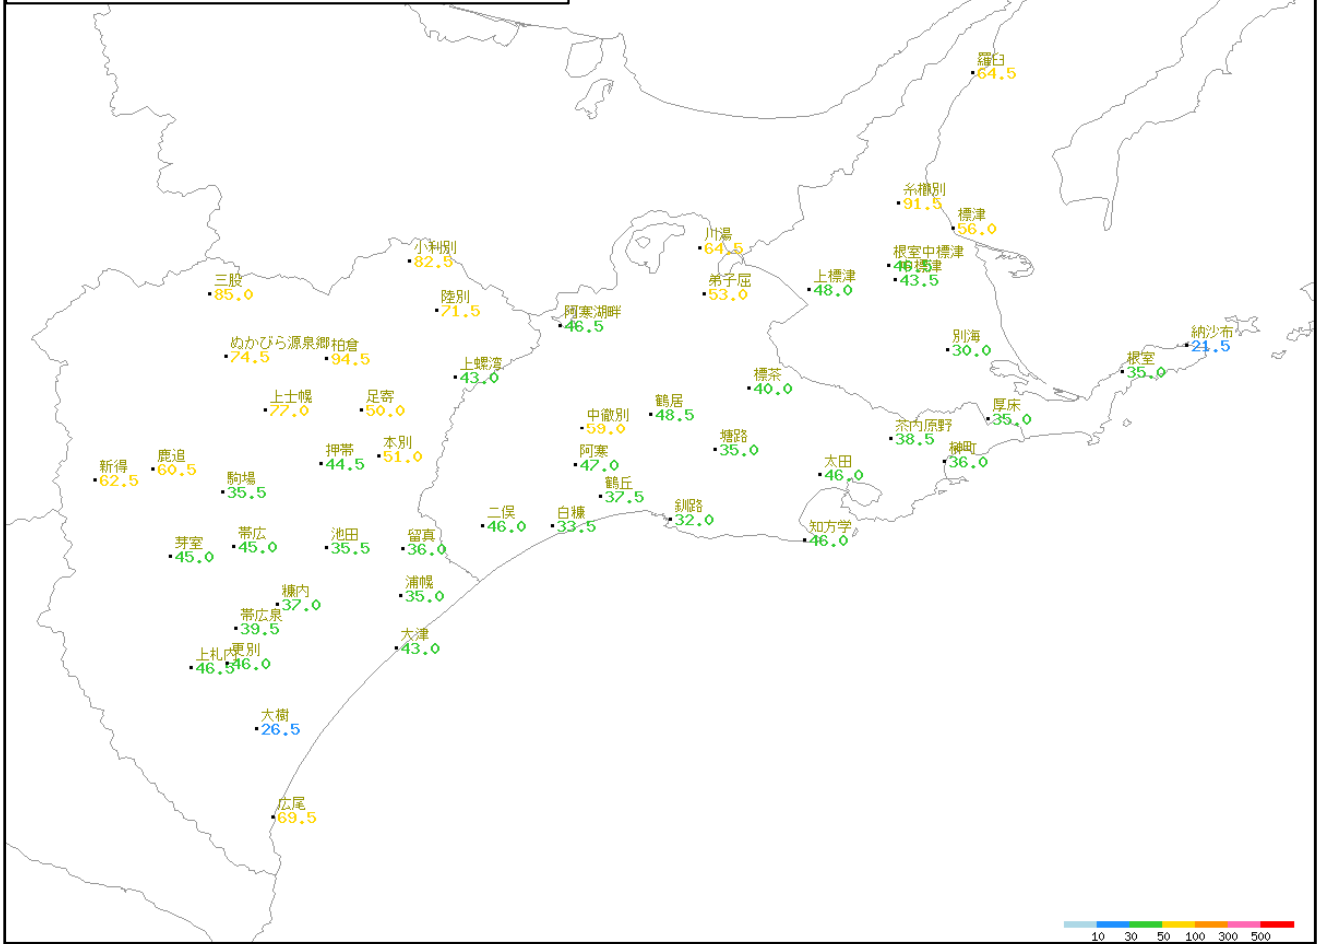 羅臼
64.5
糸櫛別
91.5
標津
56.0
川湯
64.5
小利別
82.5
根室中標津
中標津
43.5
三股
85.0
弟子屈
53.0
上標津
48.0
陸別
71.5
阿寒湖畔
46.5
納沙布
21.5
ぬかびら源泉郷
74.5
柏倉
94.5
別海
30.0
根室
35.0
上螺湾
43.0
標茶
40.0
上士幌
77.0
足寄
50.0
鶴居
48.5
厚床
35.0
中徹別
59.0
茶内原野
38.5
本別
51.0
塘路
35.0
押帯
44.5
鹿追
60.5
新得
62.5
阿寒
47.0
榊町
36.0
太田
46.0
駒場
35.5
鶴丘
37.5
二俣
46.0
白糠
33.5
釧路
32.0
知方学
46.0
芽室
45.0
帯広
45.0
池田
35.5
留真
36.0
浦幌
35.0
糠内
37.0
帯広泉
39.5
大津
43.0
上札内
46.5
更別
46.0
大樹
26.5
広尾
69.5
10 30 50 100 300 500